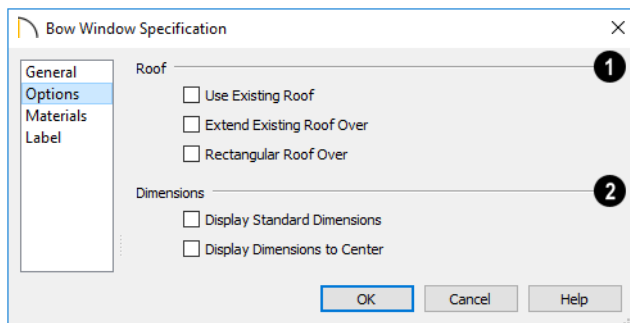 Bow Window Specification
General
Options
Materials
Label
Roof
1
Use Existing Roof
Extend Existing Roof Over
Rectangular Roof Over
Dimensions
2
Display Standard Dimensions
Display Dimensions to Center
OK
Cancel
Help